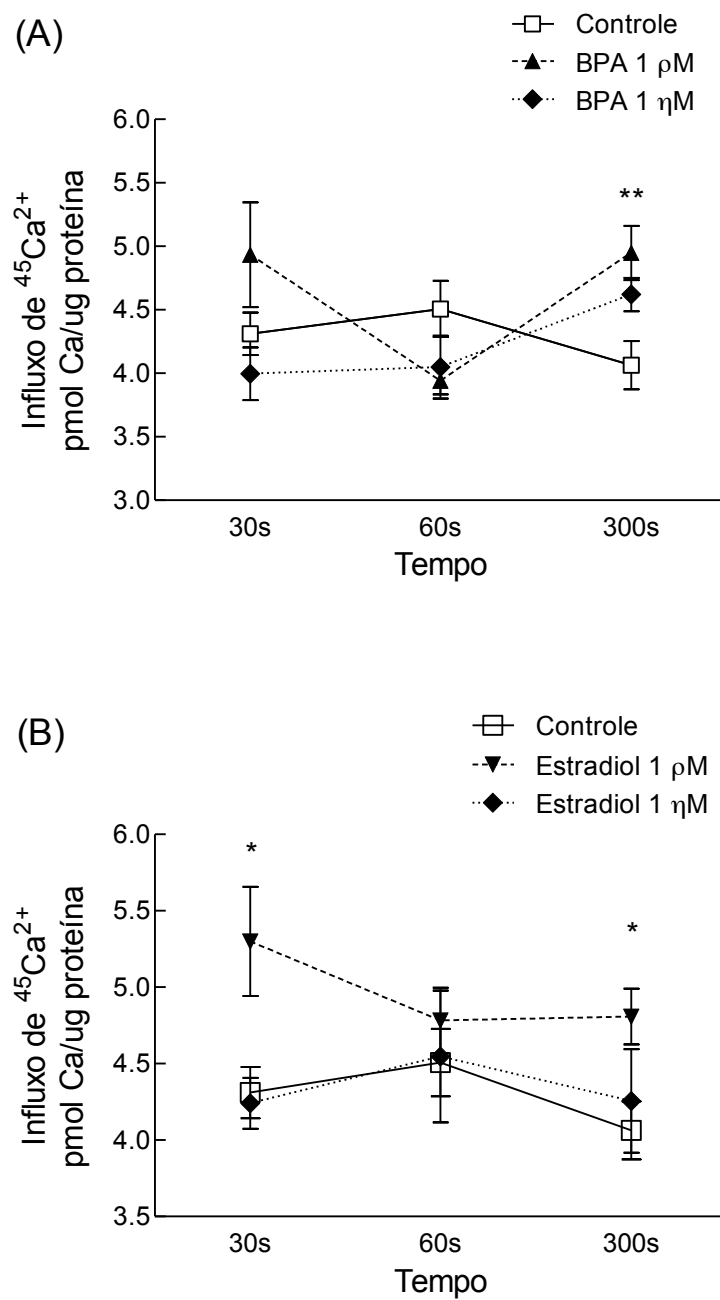 (A)
Controle
BPA 1 ρM
BPA 1 ηM
Influxo de ⁴⁵Ca²⁺
pmol Ca/ug proteína
6.0
5.5
5.0
4.5
4.0
3.5
3.0
**
30s
60s
300s
Tempo
(B)
Controle
Estradiol 1 ρM
Estradiol 1 ηM
Influxo de ⁴⁵Ca²⁺
pmol Ca/ug proteína
6.0
5.5
5.0
4.5
4.0
3.5
*
*
30s
60s
300s
Tempo